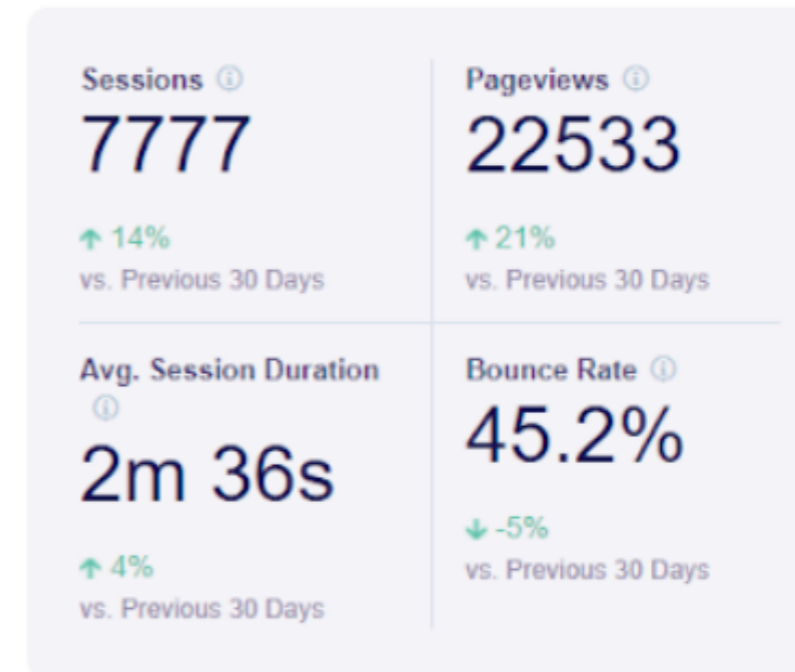 Sessions
7777
14%
vs. Previous 30 Days
Pageviews
22533
21%
vs. Previous 30 Days
Avg. Session Duration
2m 36s
4%
vs. Previous 30 Days
Bounce Rate
45.2%
-5%
vs. Previous 30 Days